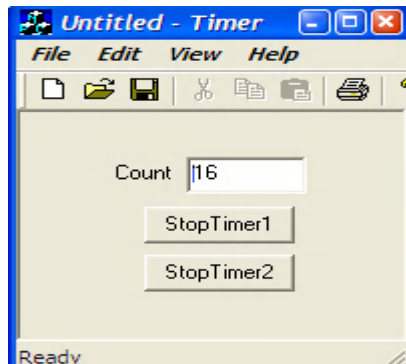 Untitled - Timer
File Edit View Help
Count 16
StopTimer1
StopTimer2
Ready